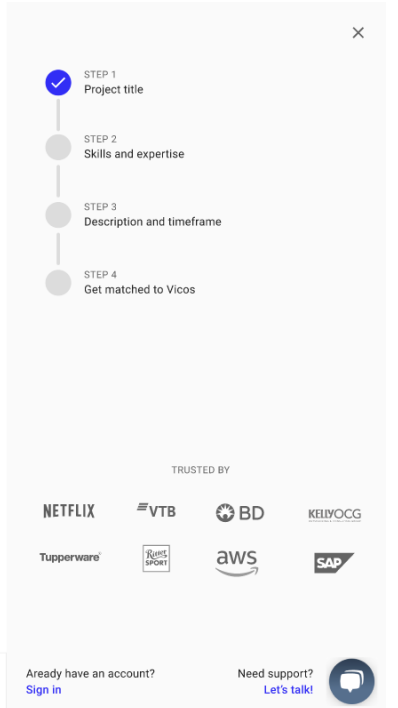 STEP 1
Project title
STEP 2
Skills and expertise
STEP 3
Description and timeframe
STEP 4
Get matched to Vicos
TRUSTED BY
NETFLIX
VTB
BD
KELLYOCG
Tupperware
Ritter
SPORT
aws
SAP
Aready have an account?
Sign in
Need support?
Let's talk!